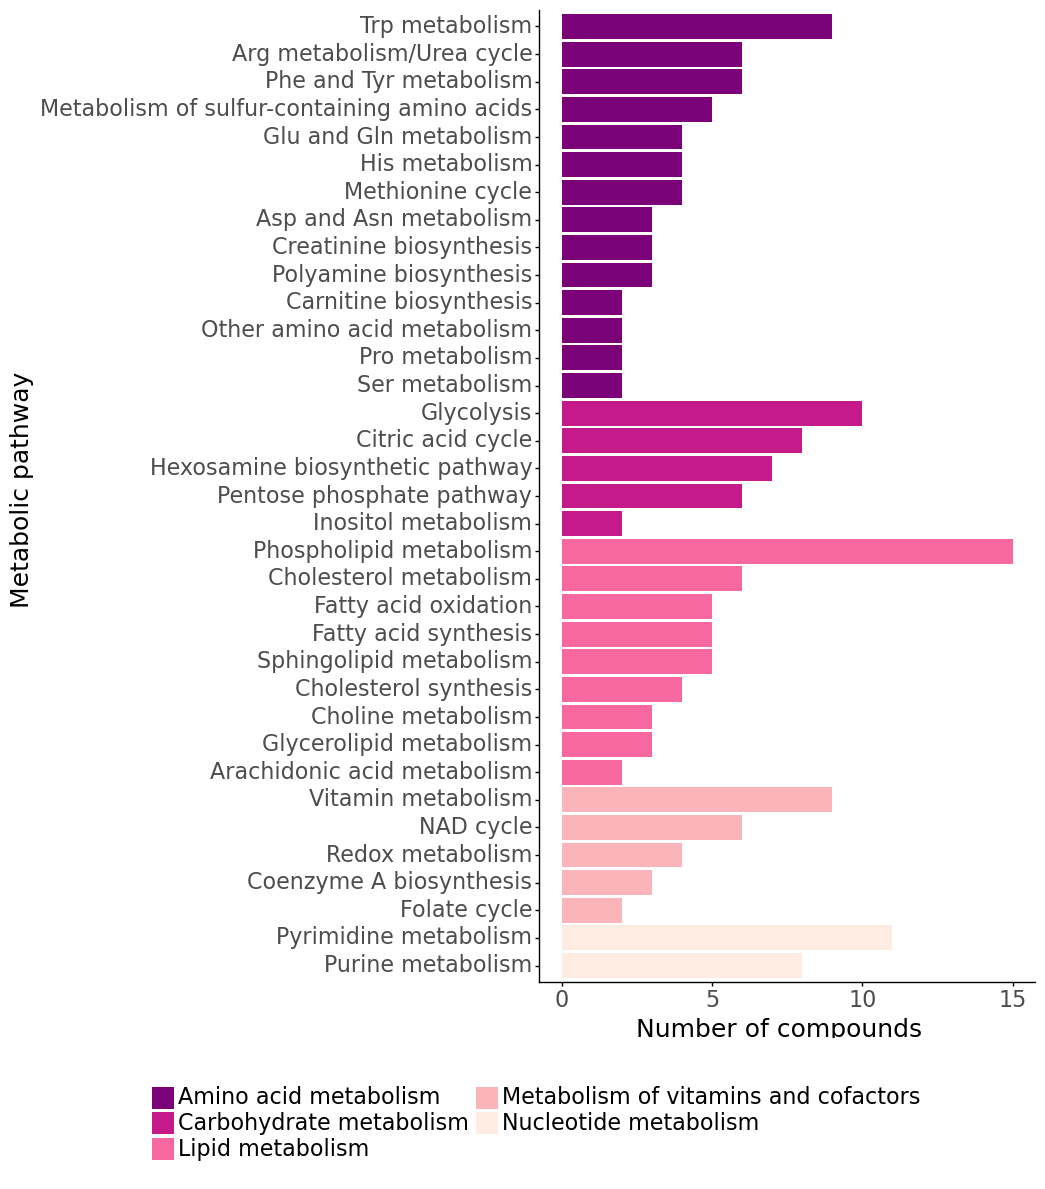 Trp metabolism
Arg metabolism/Urea cycle
Phe and Tyr metabolism
Metabolism of sulfur-containing amino acids
Glu and Gln metabolism
His metabolism
Methionine cycle
Asp and Asn metabolism
Creatinine biosynthesis
Polyamine biosynthesis
Carnitine biosynthesis
Other amino acid metabolism
Pro metabolism
Ser metabolism
Glycolysis
Citric acid cycle
Hexosamine biosynthetic pathway
Pentose phosphate pathway
Inositol metabolism
Phospholipid metabolism
Cholesterol metabolism
Fatty acid oxidation
Fatty acid synthesis
Sphingolipid metabolism
Cholesterol synthesis
Choline metabolism
Glycerolipid metabolism
Arachidonic acid metabolism
Vitamin metabolism
NAD cycle
Redox metabolism
Coenzyme A biosynthesis
Folate cycle
Pyrimidine metabolism
Purine metabolism
Metabolic pathway
0 5 10 15
Number of compounds
Amino acid metabolism
Carbohydrate metabolism
Lipid metabolism
Metabolism of vitamins and cofactors
Nucleotide metabolism